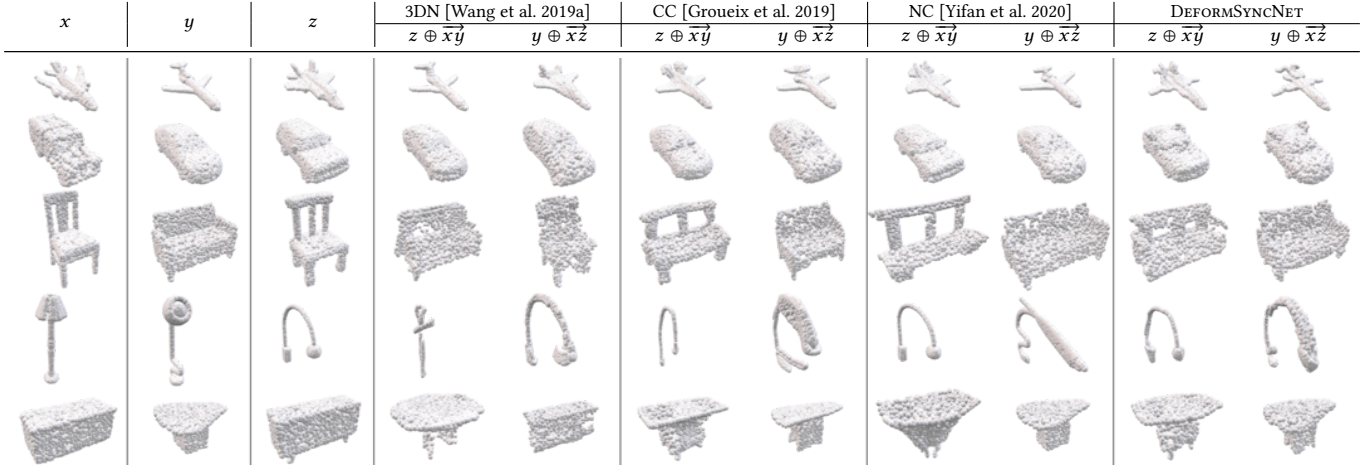 x y z 3DN [Wang et al. 2019a] CC [Groueix et al. 2019] NC [Yifan et al. 2020] DEFORMSYNCNET
z ⊕ x⃗y⃗ y ⊕ x⃗z⃗ z ⊕ x⃗y⃗ y ⊕ x⃗z⃗ z ⊕ x⃗y⃗ y ⊕ x⃗z⃗ z ⊕ x⃗y⃗ y ⊕ x⃗z⃗